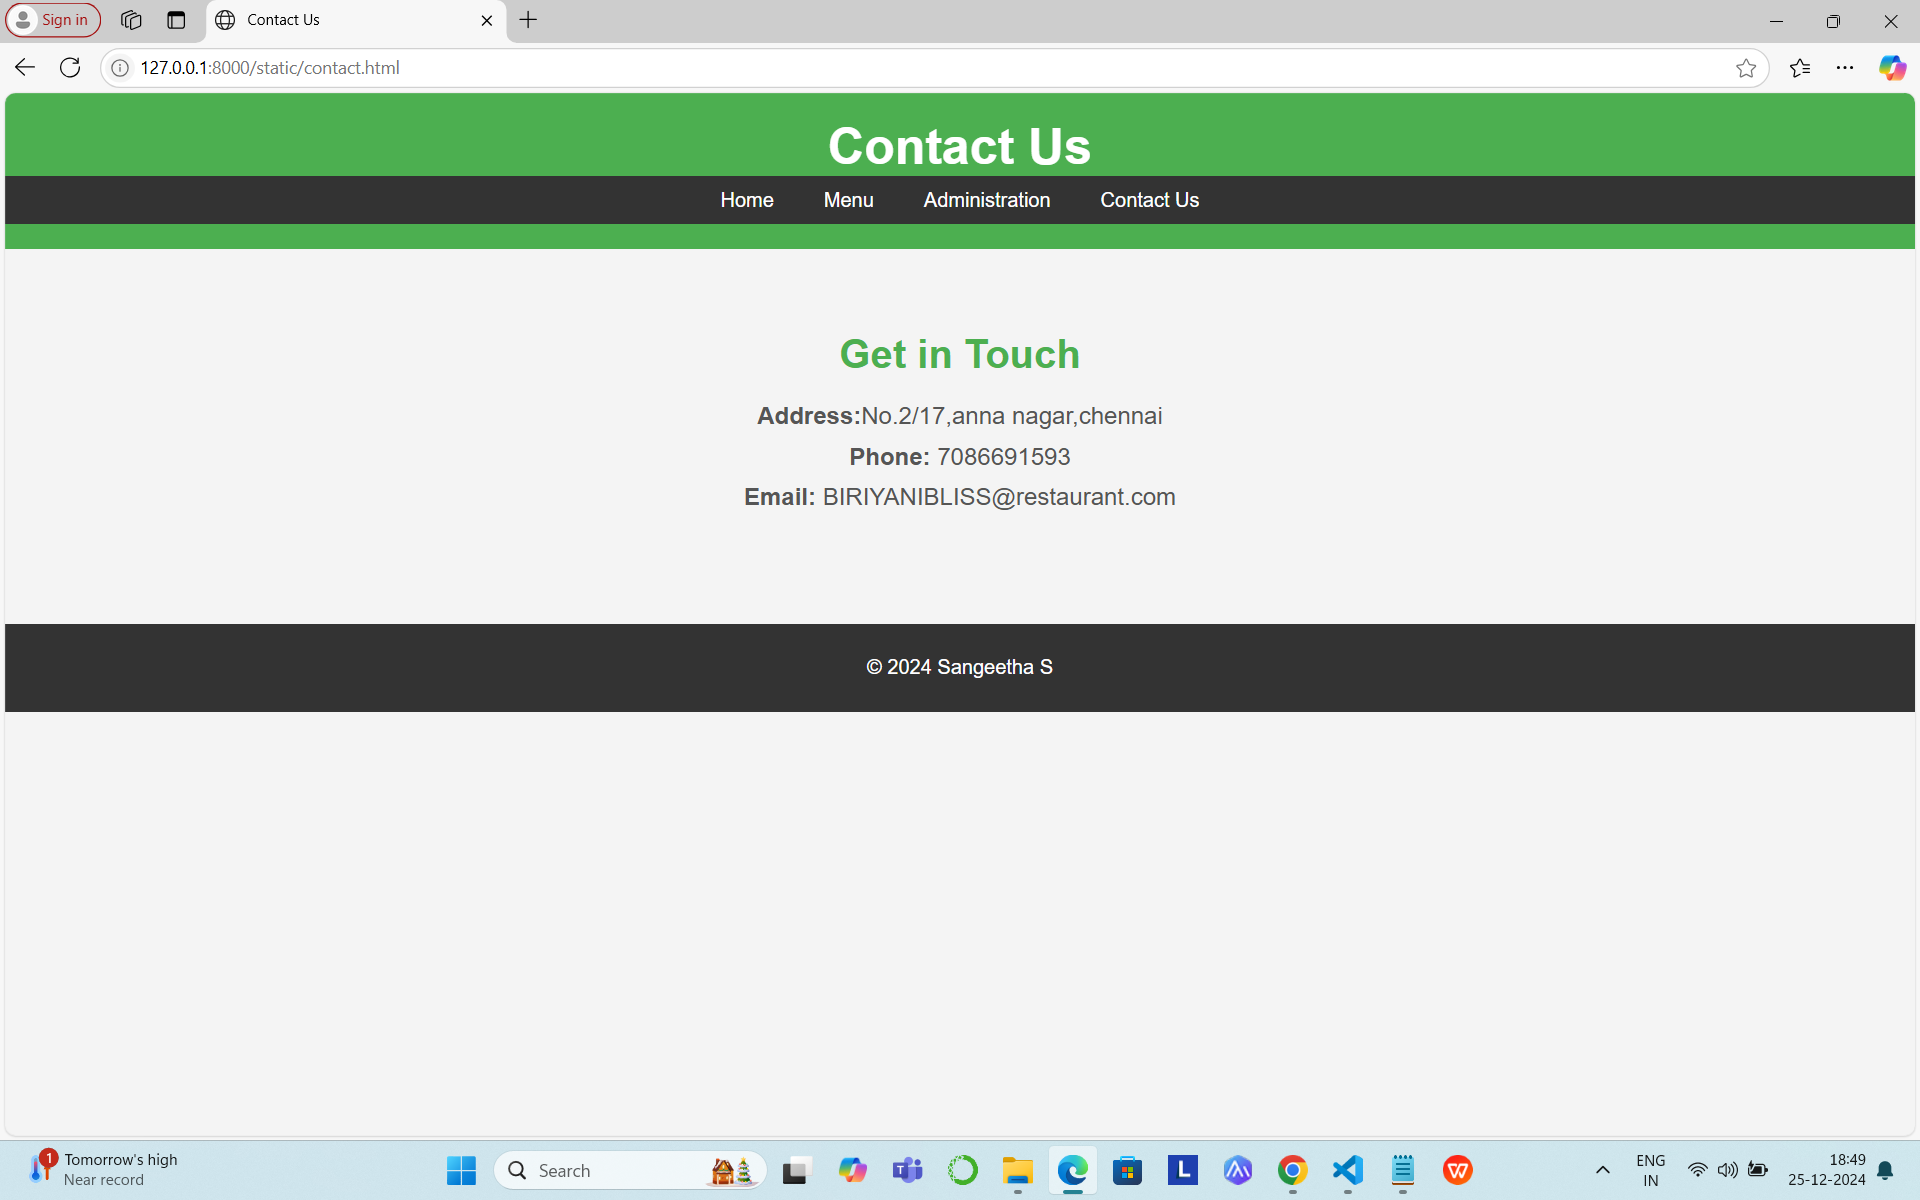 Sign in
Contact Us
127.0.0.1:8000/static/contact.html
Contact Us
Home Menu Administration Contact Us
Get in Touch
Address:No.2/17,anna nagar,chennai
Phone: 7086691593
Email: BIRIYANIBLISS@restaurant.com
© 2024 Sangeetha S
1
Tomorrow's high
Near record
Search
T
L
W
ENG
IN
18:49
25-12-2024